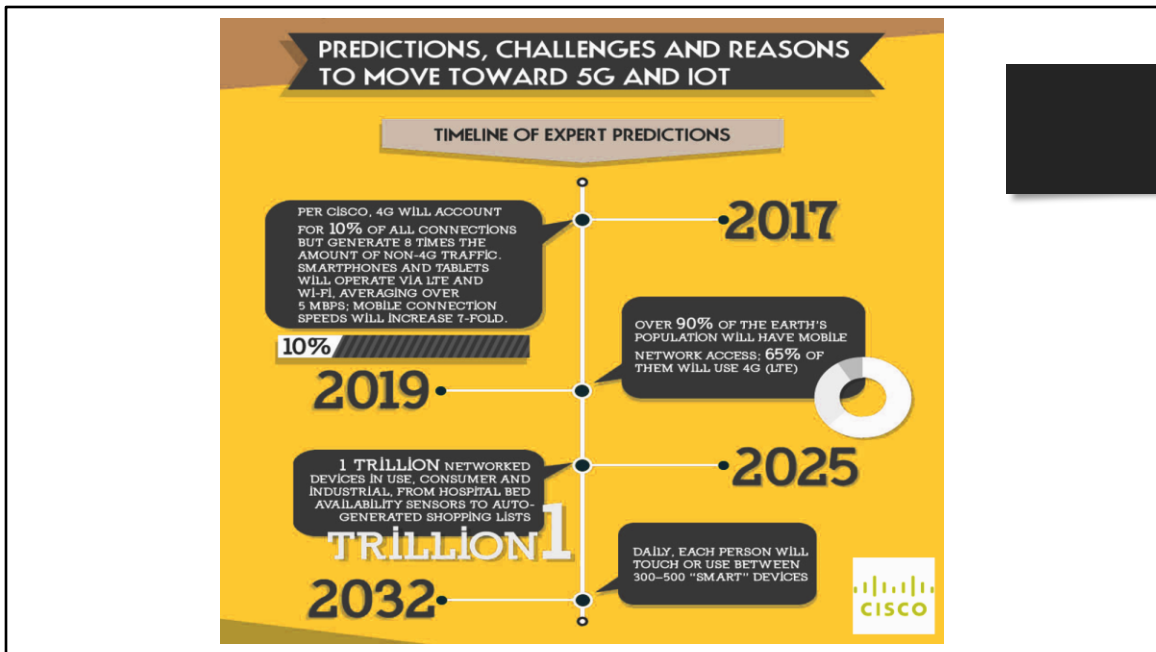 PREDICTIONS, CHALLENGES AND REASONS
TO MOVE TOWARD 5G AND IOT
TIMELINE OF EXPERT PREDICTIONS
2017
PER CISCO, 4G WILL ACCOUNT
FOR 10% OF ALL CONNECTIONS
BUT GENERATE 8 TIMES THE
AMOUNT OF NON-4G TRAFFIC.
SMARTPHONES AND TABLETS
WILL OPERATE VIA LTE AND
WI-FI, AVERAGING OVER
5 MBPS; MOBILE CONNECTION
SPEEDS WILL INCREASE 7-FOLD.
10%
2019
OVER 90% OF THE EARTH'S
POPULATION WILL HAVE MOBILE
NETWORK ACCESS; 65% OF
THEM WILL USE 4G (LTE)
2025
1 TRILLION NETWORKED
DEVICES IN USE, CONSUMER AND
INDUSTRIAL, FROM HOSPITAL BED
AVAILABILITY SENSORS TO AUTO-
GENERATED SHOPPING LISTS
TRILLION 1
2032
DAILY, EACH PERSON WILL
TOUCH OR USE BETWEEN
300–500 "SMART" DEVICES
CISCO